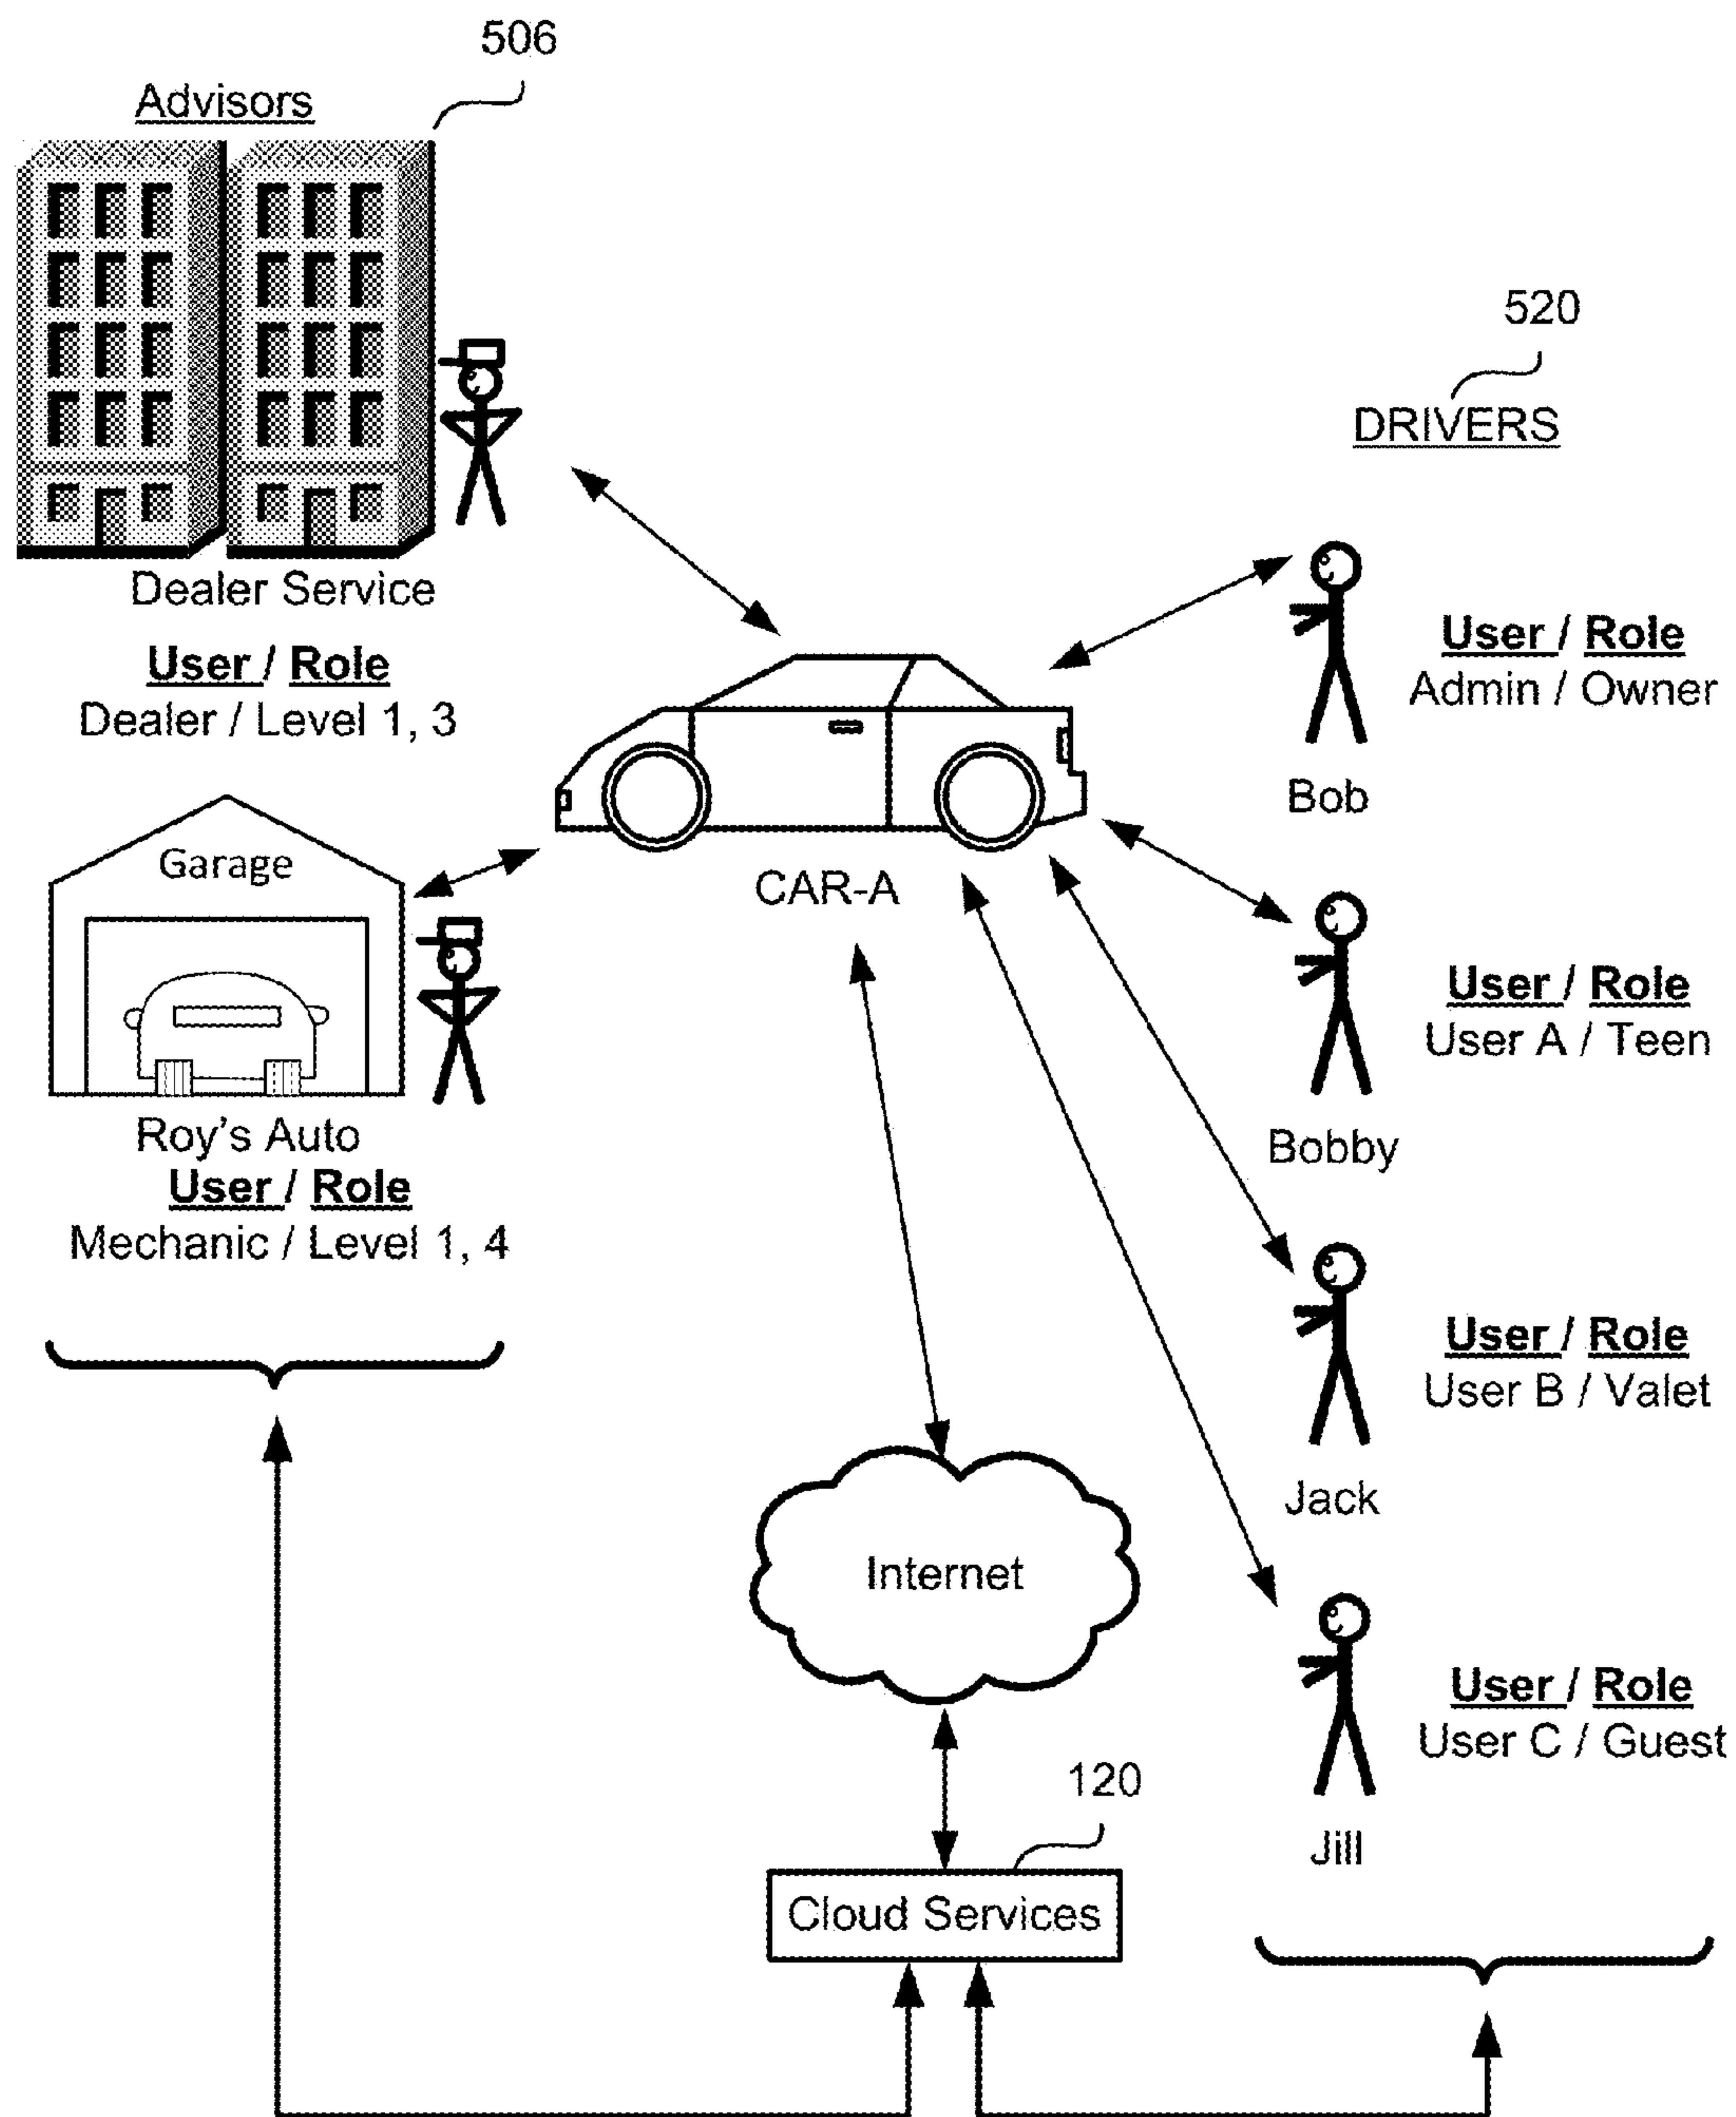 506
Advisors
Dealer Service
User / Role
Dealer / Level 1, 3
Garage
Roy's Auto
User / Role
Mechanic / Level 1, 4
CAR-A
520
DRIVERS
User / Role
Admin / Owner
Bob
User / Role
User A / Teen
Bobby
User / Role
User B / Valet
Jack
User / Role
User C / Guest
Jill
Internet
120
Cloud Services